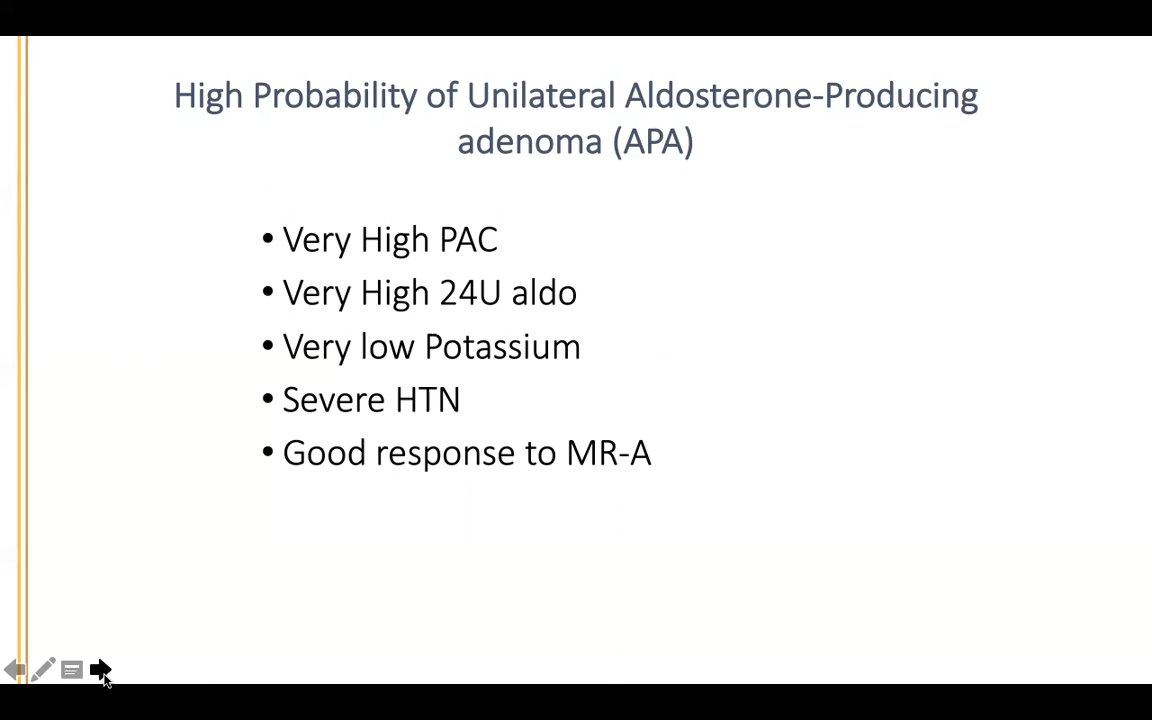 High Probability of Unilateral Aldosterone-Producing
adenoma (APA)
• Very High PAC
• Very High 24U aldo
• Very low Potassium
• Severe HTN
• Good response to MR-A